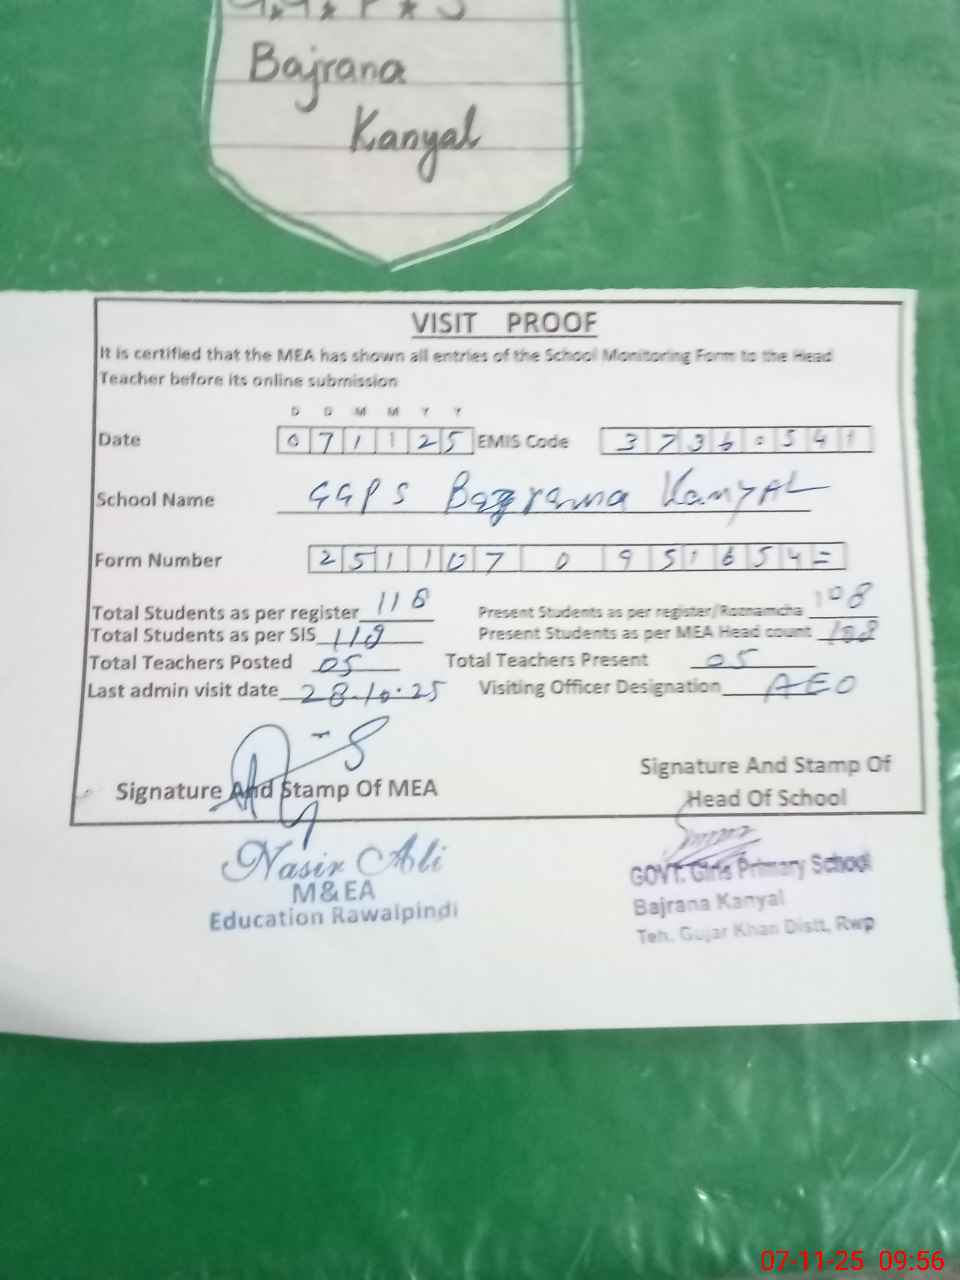 G.G.P.S
Bajrana
Kanyal
VISIT PROOF
It is certified that the MEA has shown all entries of the School Monitoring Form to the Head
Teacher before its online submission
D D M M Y Y
Date 0 7 1 1 2 5 EMIS Code 3 7 3 6 0 5 4 1
School Name GGPS Bajrana KanyAL
Form Number 2 5 1 1 0 7 0 9 5 1 6 5 4 =
Total Students as per register 118 Present Students as per register/Roznamcha 108
Total Students as per SIS 118 Present Students as per MEA Head count 108
Total Teachers Posted 05 Total Teachers Present 05
Last admin visit date 28.10.25 Visiting Officer Designation AEO
Signature And Stamp Of MEA
Signature And Stamp Of
Head Of School
Nasir Ali
M&EA
Education Rawalpindi
GOVT. Girls Primary School
Bajrana Kanyal
Teh. Gujar Khan Distt, Rwp
07-11-25 09:56